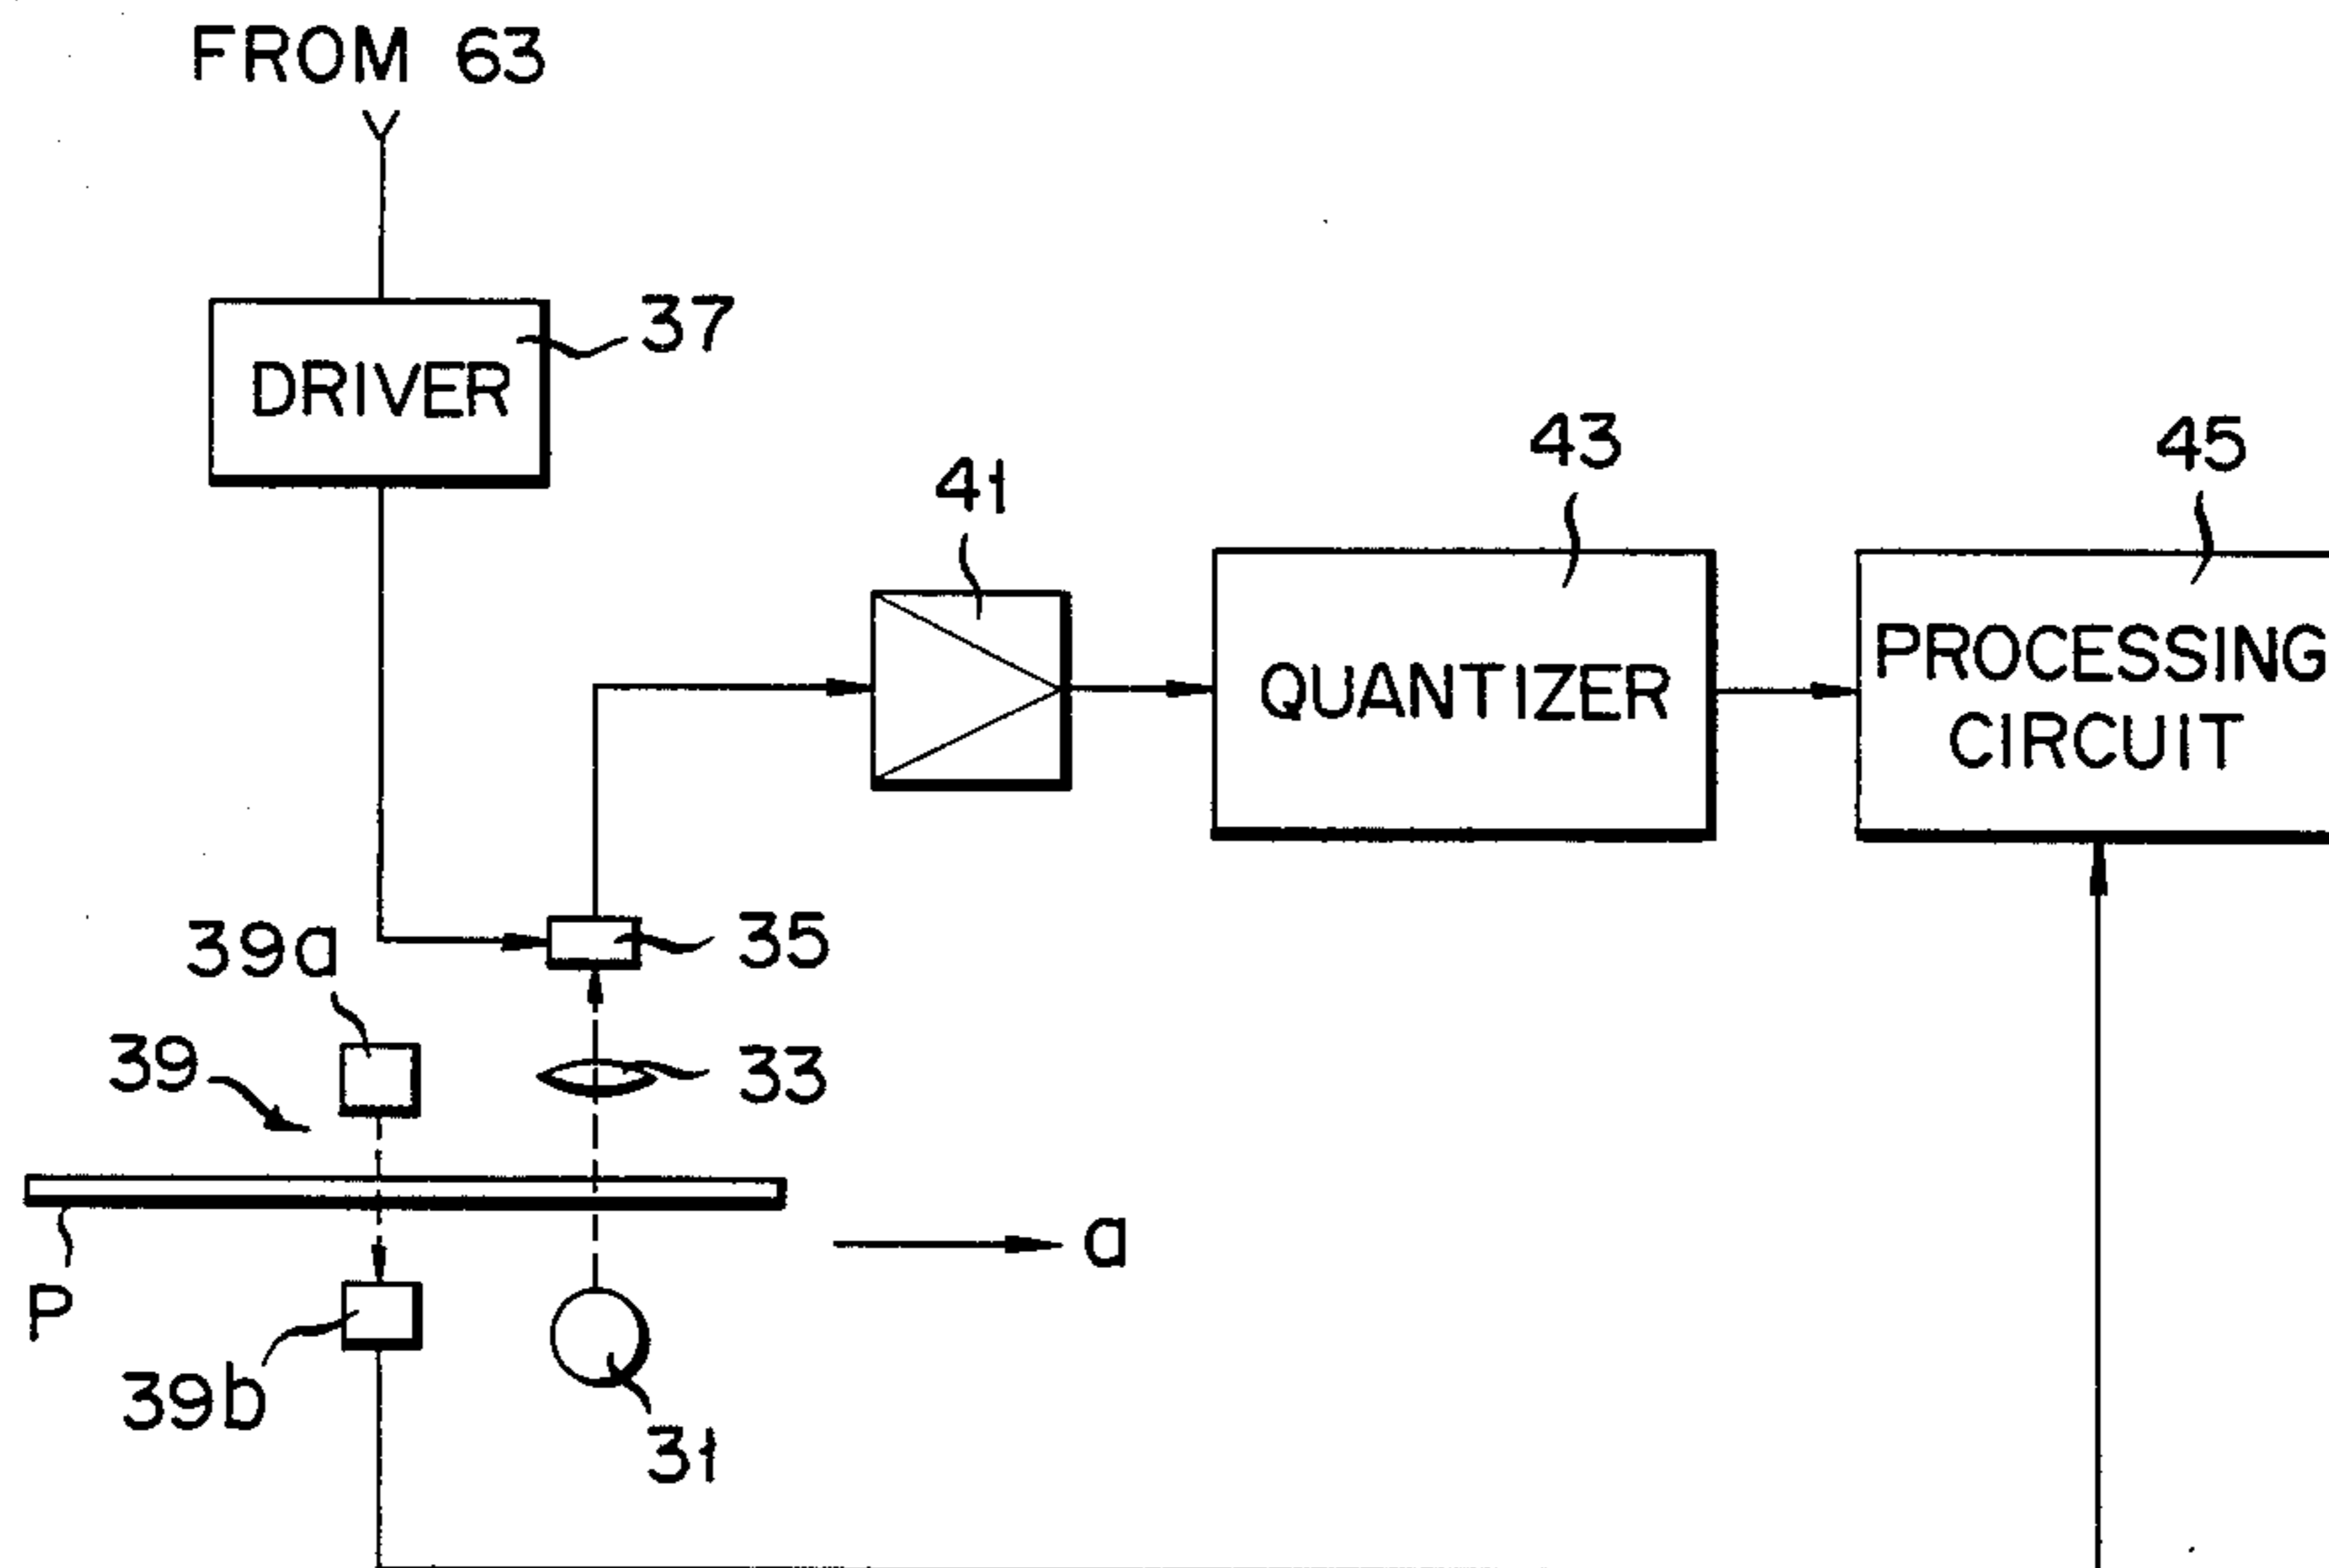 FROM 63
37
DRIVER
43
45
41
PROCESSING
QUANTIZER
CIRCUIT
39a
35
39
33
a
P
39b
31